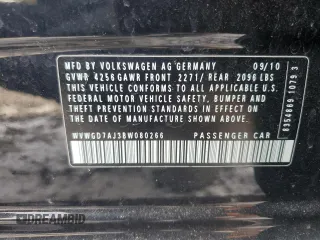 MFD BY VOLKSWAGEN AG GERMANY 09/10
GVWR 4256 GAWR FRONT 2271/ REAR 2096 LBS
THIS VEHICLE CONFORMS TO ALL APPLICABLE U.S.
FEDERAL MOTOR VEHICLE SAFETY, BUMPER AND
THEFT PREVENTION STANDARDS IN EFFECT ON THE
DATE OF MANUFACTURE SHOWN ABOVE
WVWGD7AJ3BW080266 PASSENGER CAR
8354869 1079 3
DREAMBID